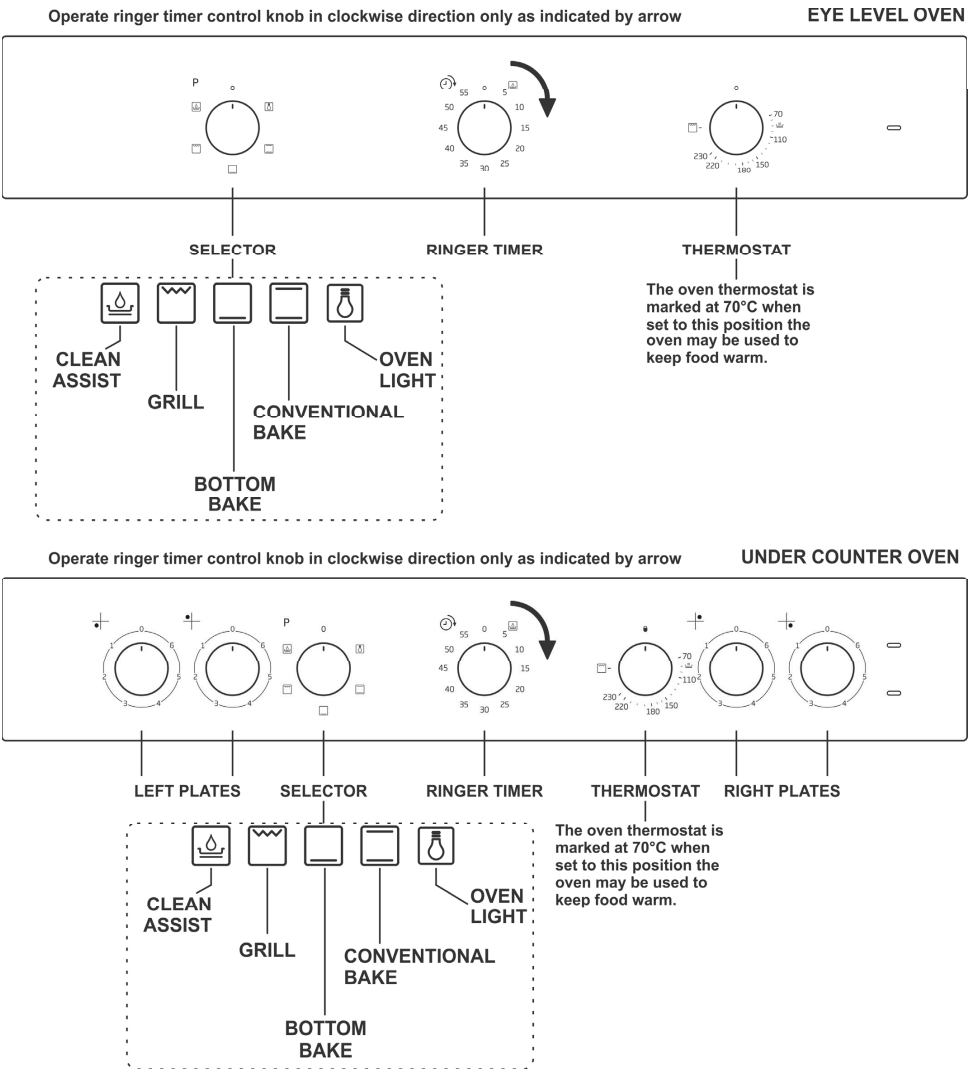 Operate ringer timer control knob in clockwise direction only as indicated by arrow
EYE LEVEL OVEN
P
55 5
50 10
45 15
40 20
35 30 25
70
110
150
180
220
230
SELECTOR
RINGER TIMER
THERMOSTAT
The oven thermostat is
marked at 70°C when
set to this position the
oven may be used to
keep food warm.
CLEAN
ASSIST
GRILL
BOTTOM
BAKE
CONVENTIONAL
BAKE
OVEN
LIGHT
Operate ringer timer control knob in clockwise direction only as indicated by arrow
UNDER COUNTER OVEN
0
1 6
2 5
3 4
0
1 6
2 5
3 4
P
0
55 0 5
50 10
45 15
40 20
35 30 25
0
70
110
150
180
220
230
0
1 6
2 5
3 4
0
1 6
2 5
3 4
LEFT PLATES
SELECTOR
RINGER TIMER
THERMOSTAT
RIGHT PLATES
The oven thermostat is
marked at 70°C when
set to this position the
oven may be used to
keep food warm.
CLEAN
ASSIST
GRILL
BOTTOM
BAKE
CONVENTIONAL
BAKE
OVEN
LIGHT